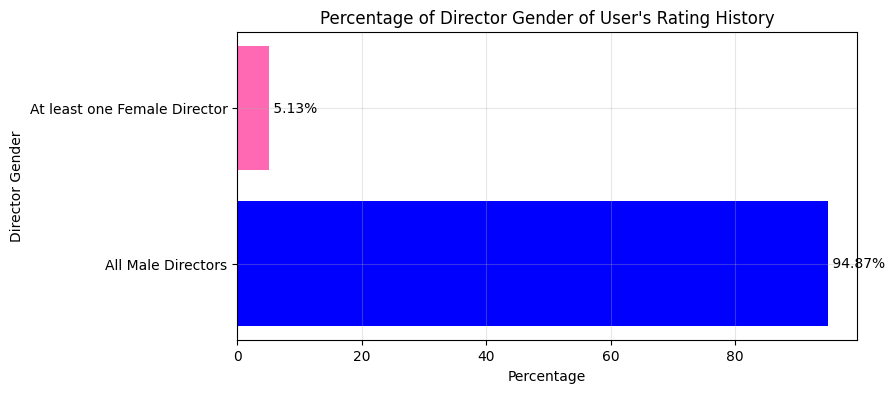 Percentage of Director Gender of User's Rating History
At least one Female Director
5.13%
Director Gender
All Male Directors
94.87%
0 20 40 60 80
Percentage